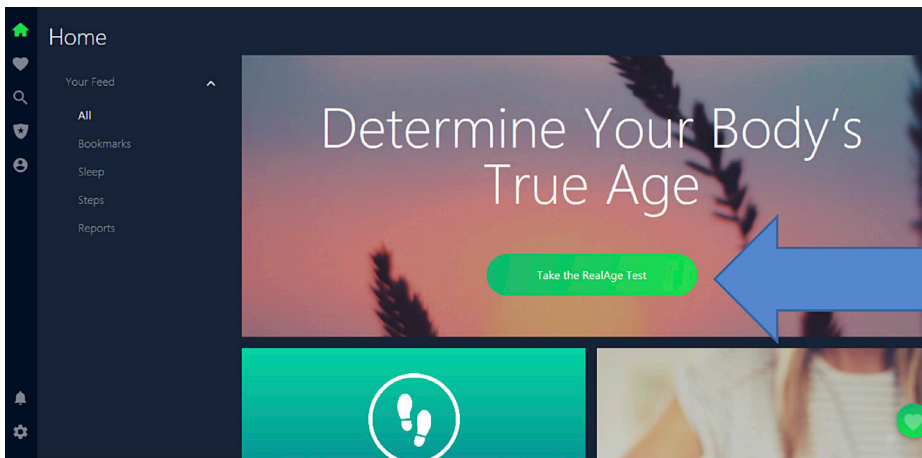 Home
Your Feed
All
Bookmarks
Sleep
Steps
Reports
Determine Your Body's
True Age
Take the RealAge Test